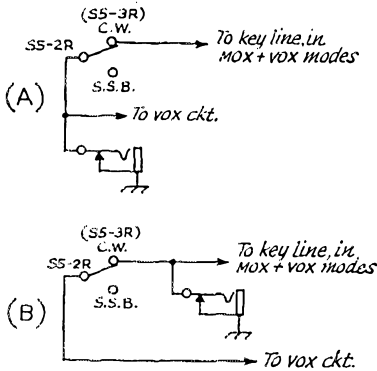 (S5-3R)
C.W.
To key line, in
MOX + VOX modes
S5-2R
(A)
S.S.B.
To vox ckt.
(S5-3R)
C.W.
To key line, in
MOX + VOX modes
S5-2R
S.S.B.
(B)
To vox ckt.